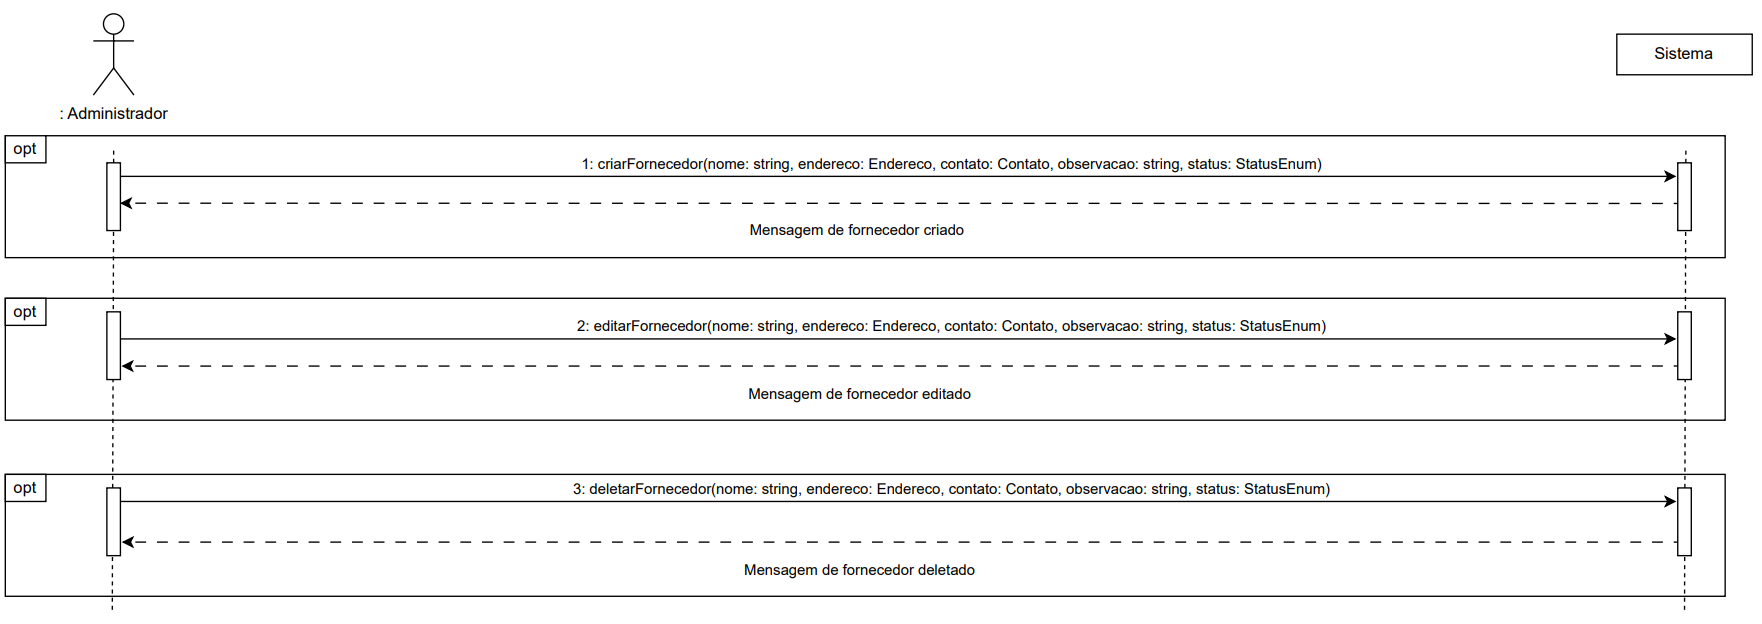 : Administrador
Sistema
opt
1: criarFornecedor(nome: string, endereco: Endereco, contato: Contato, observacao: string, status: StatusEnum)
Mensagem de fornecedor criado
opt
2: editarFornecedor(nome: string, endereco: Endereco, contato: Contato, observacao: string, status: StatusEnum)
Mensagem de fornecedor editado
opt
3: deletarFornecedor(nome: string, endereco: Endereco, contato: Contato, observacao: string, status: StatusEnum)
Mensagem de fornecedor deletado